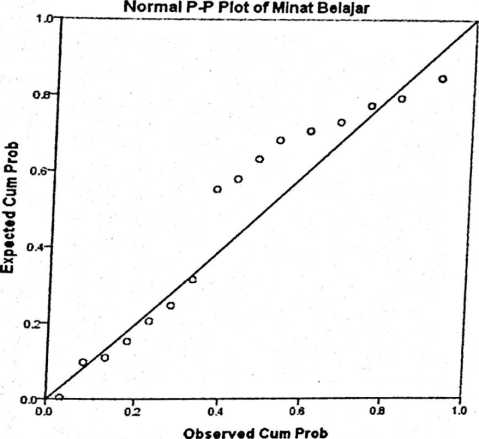 Normal P-P Plot of Minat Belajar
1.0
0.8
0.6
0.4
0.2
0.0
Expected Cum Prob
0.0 0.2 0.4 0.6 0.8 1.0
Observed Cum Prob